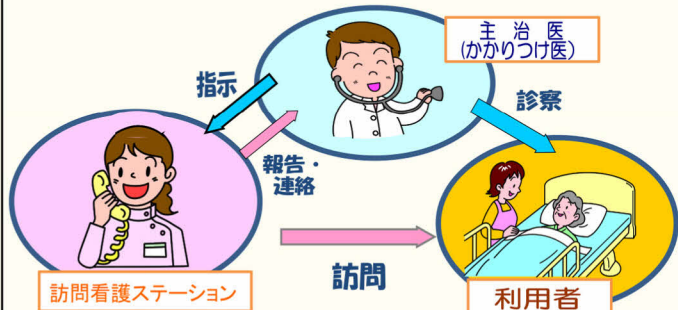 主治医
(かかりつけ医)
指示
診察
報告・
連絡
訪問
訪問看護ステーション
利用者